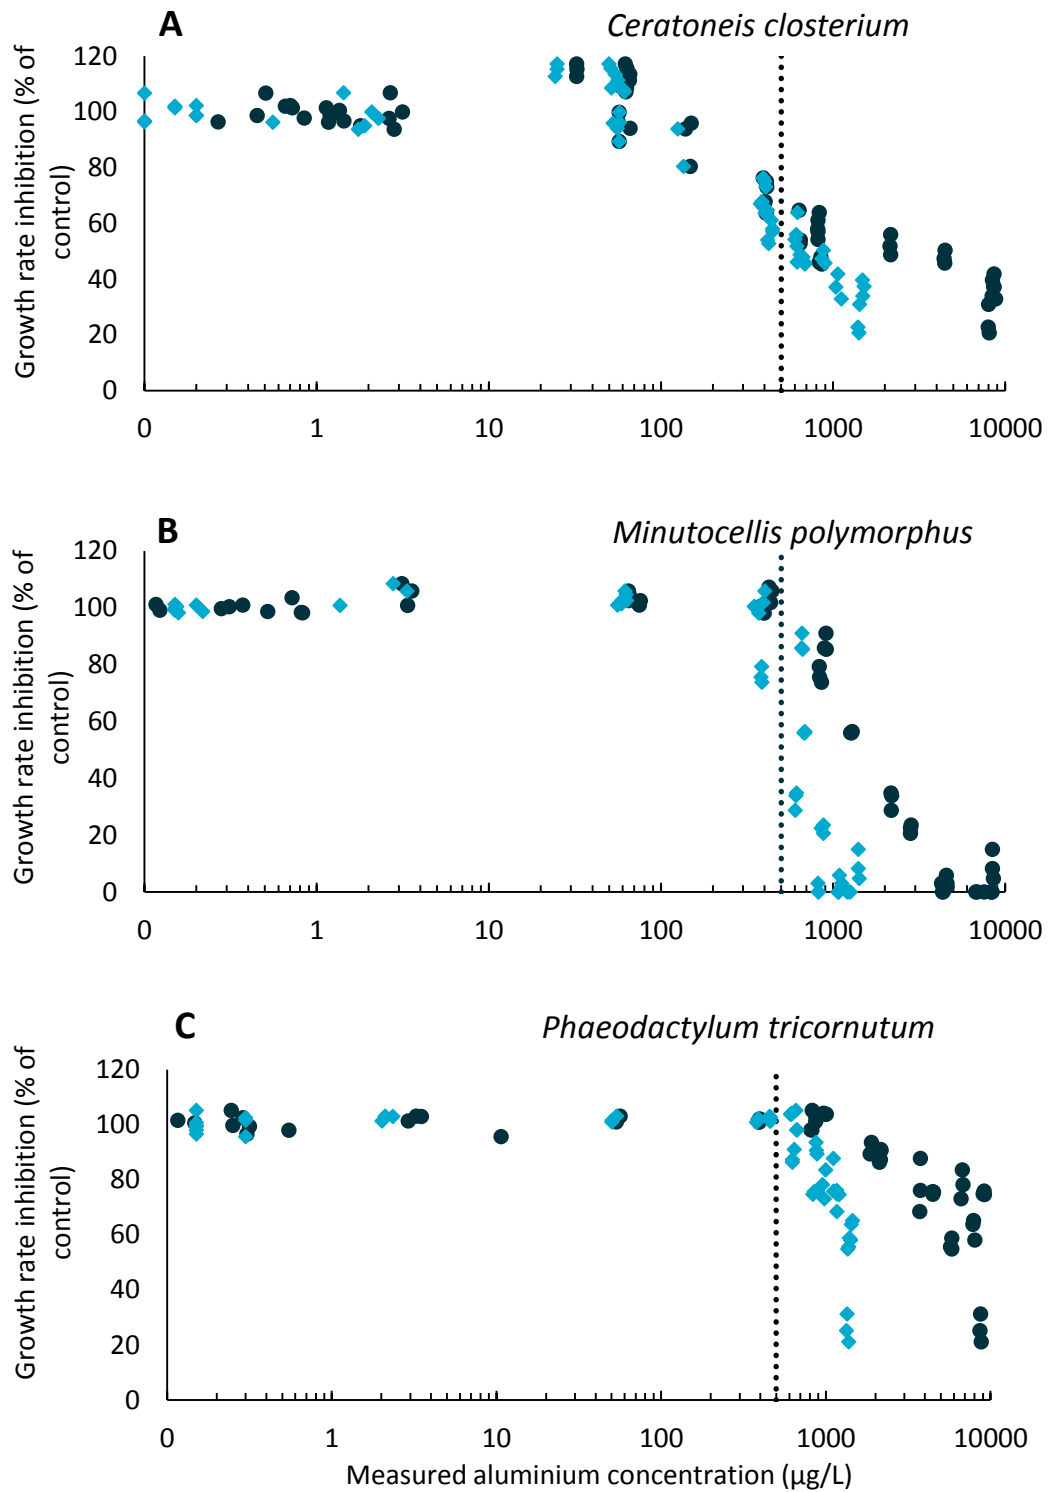 A
Ceratoneis closterium
Growth rate inhibition (% of
control)
120
100
80
60
40
20
0
0 1 10 100 1000 10000
B
Minutocellis polymorphus
Growth rate inhibition (% of
control)
120
100
80
60
40
20
0
0 1 10 100 1000 10000
C
Phaeodactylum tricornutum
Growth rate inhibition (% of
control)
120
100
80
60
40
20
0
0 1 10 100 1000 10000
Measured aluminium concentration (µg/L)